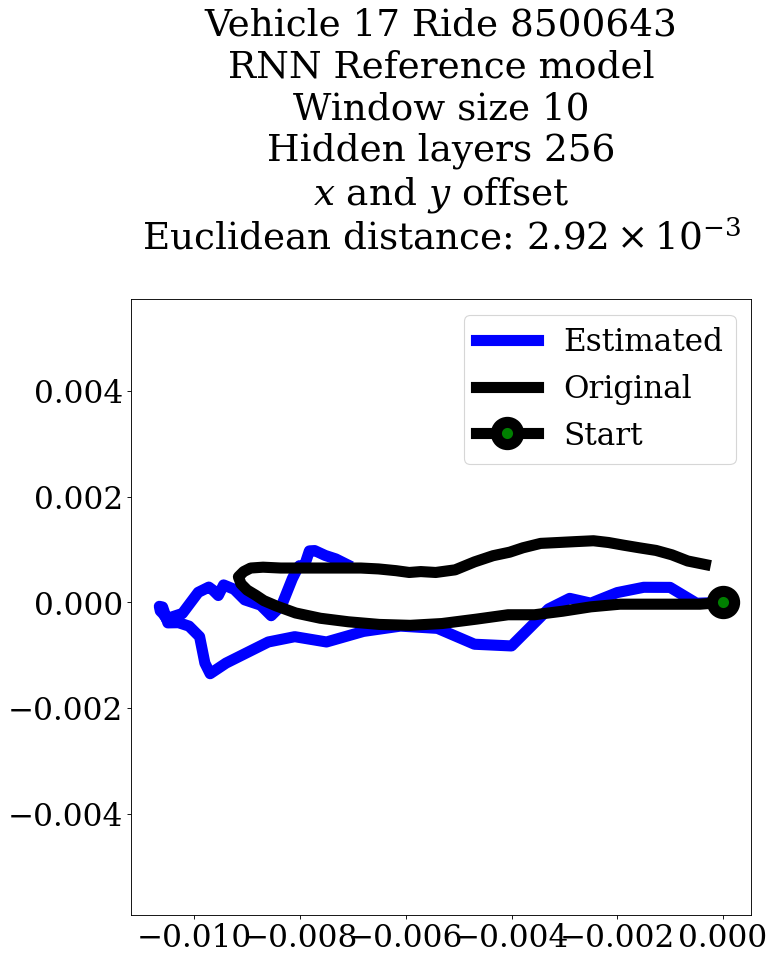 Vehicle 17 Ride 8500643
RNN Reference model
Window size 10
Hidden layers 256
x and y offset
Euclidean distance: 2.92 × 10⁻³
Estimated
Original
Start
0.004
0.002
0.000
−0.002
−0.004
−0.010 −0.008 −0.006 −0.004 −0.002 0.000